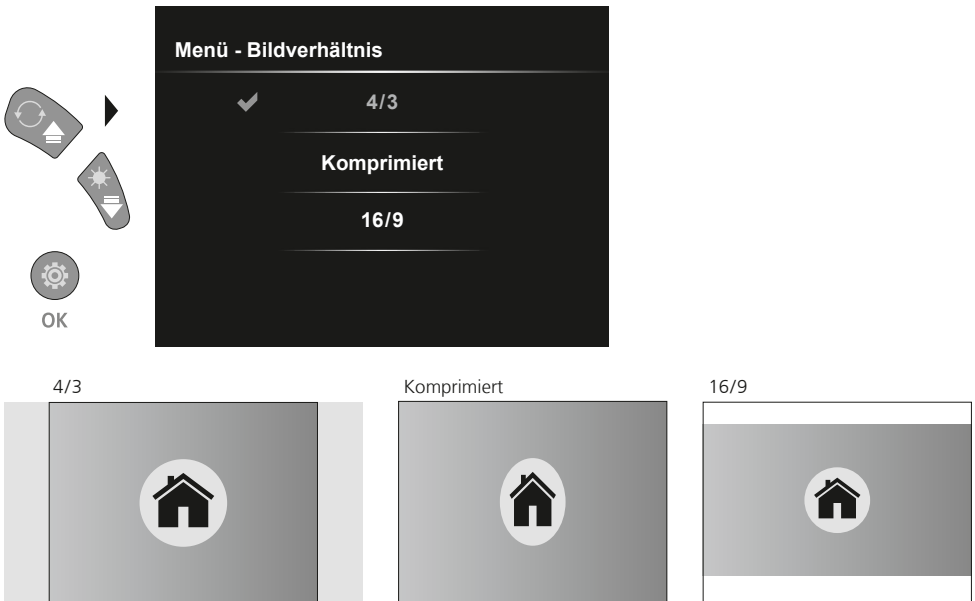 Menü - Bildverhältnis
4/3
Komprimiert
16/9
OK
4/3 Komprimiert 16/9